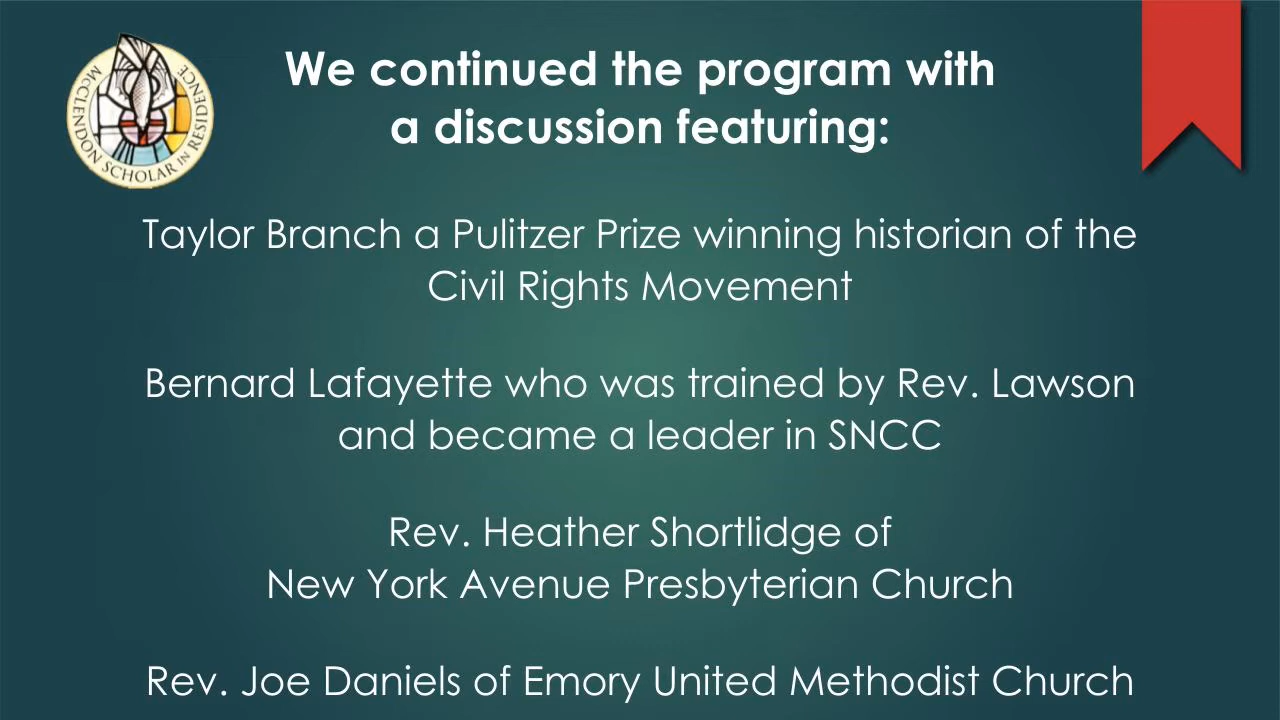 McCLENDON SCHOLAR IN RESIDENCE
We continued the program with
a discussion featuring:
Taylor Branch a Pulitzer Prize winning historian of the
Civil Rights Movement
Bernard Lafayette who was trained by Rev. Lawson
and became a leader in SNCC
Rev. Heather Shortlidge of
New York Avenue Presbyterian Church
Rev. Joe Daniels of Emory United Methodist Church